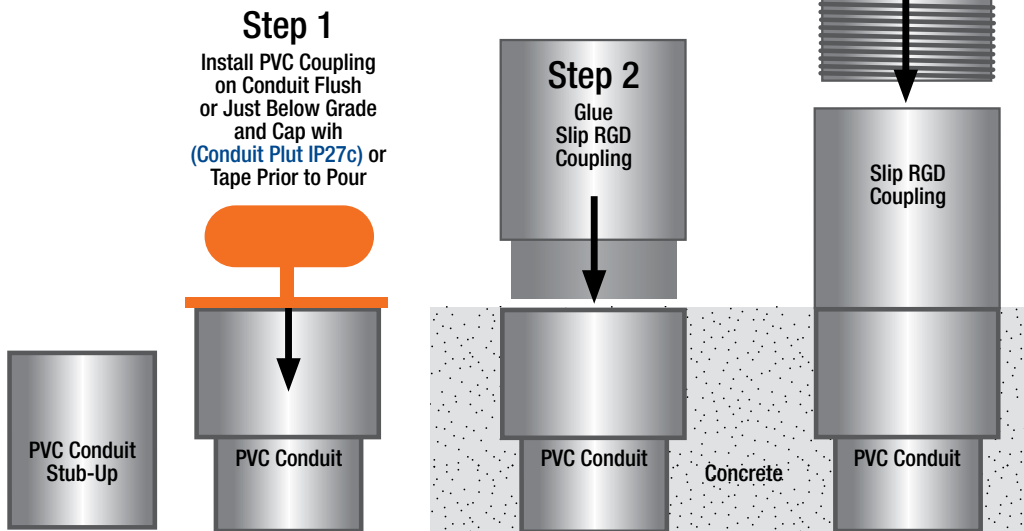 Step 1
Install PVC Coupling
on Conduit Flush
or Just Below Grade
and Cap wih
(Conduit Plut IP27c) or
Tape Prior to Pour
PVC Conduit
Stub-Up
PVC Conduit
Step 2
Glue
Slip RGD
Coupling
PVC Conduit
Concrete
Slip RGD
Coupling
PVC Conduit